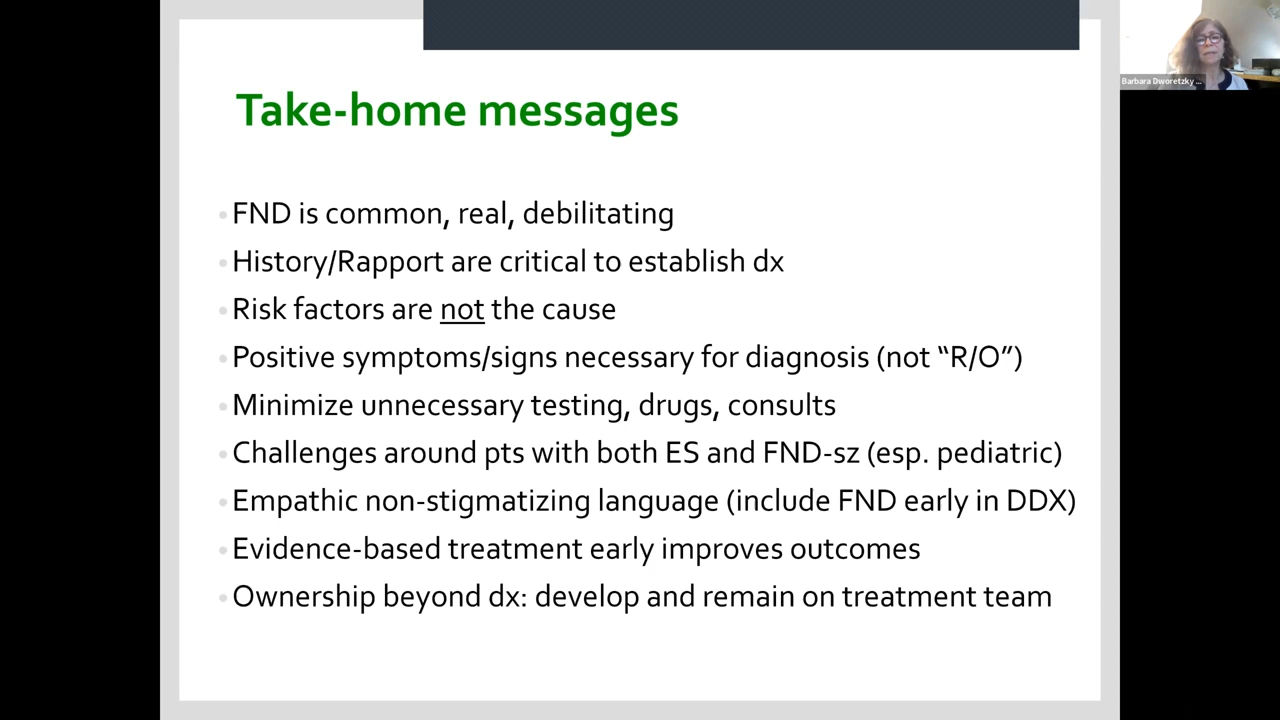 Take-home messages
• FND is common, real, debilitating
• History/Rapport are critical to establish dx
• Risk factors are not the cause
• Positive symptoms/signs necessary for diagnosis (not “R/O”)
• Minimize unnecessary testing, drugs, consults
• Challenges around pts with both ES and FND-sz (esp. pediatric)
• Empathic non-stigmatizing language (include FND early in DDX)
• Evidence-based treatment early improves outcomes
• Ownership beyond dx: develop and remain on treatment team
Barbara Dworetzky ...